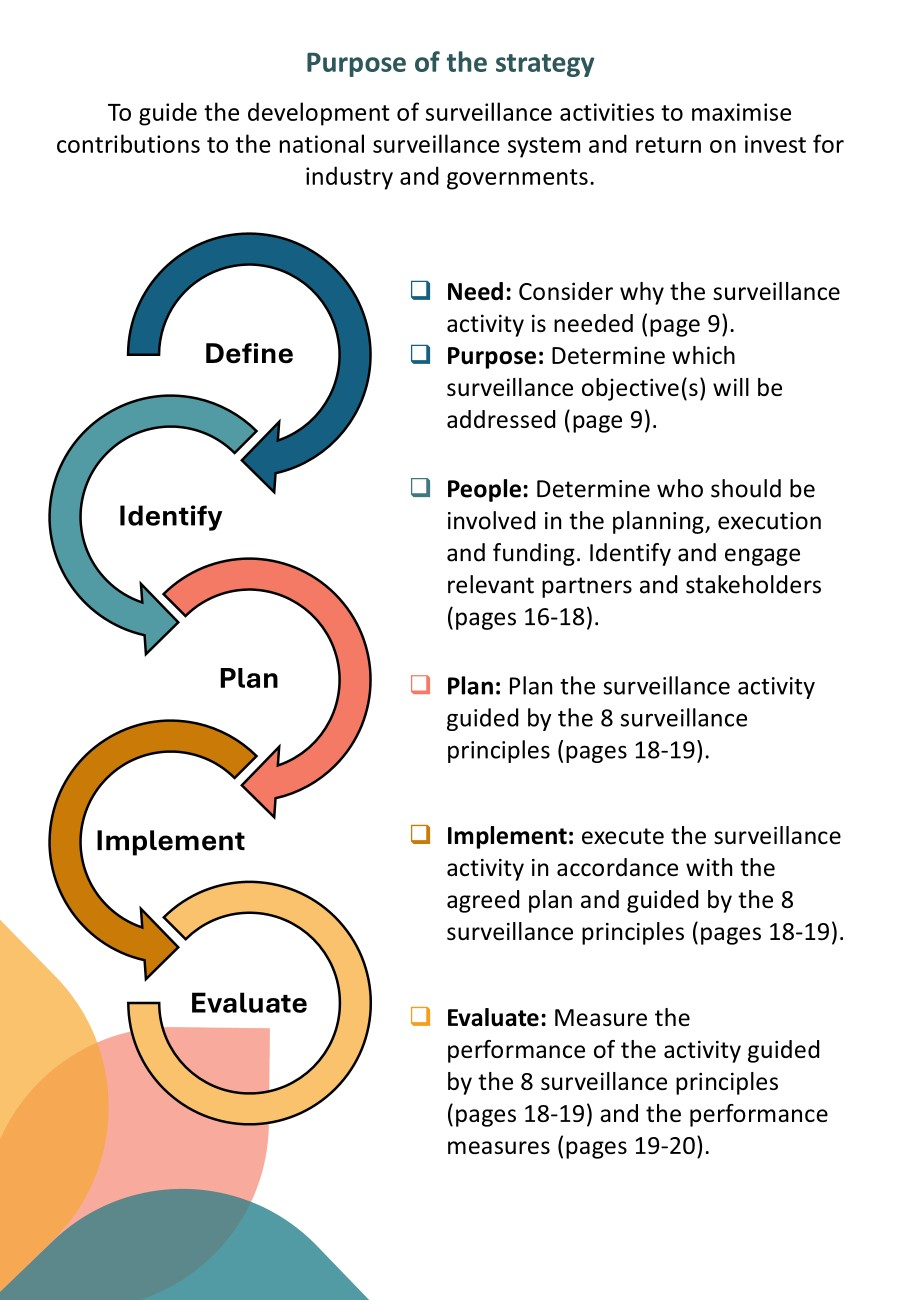 Purpose of the strategy
To guide the development of surveillance activities to maximise
contributions to the national surveillance system and return on invest for
industry and governments.
Define
❑ Need: Consider why the surveillance
activity is needed (page 9).
❑ Purpose: Determine which
surveillance objective(s) will be
addressed (page 9).
Identify
❑ People: Determine who should be
involved in the planning, execution
and funding. Identify and engage
relevant partners and stakeholders
(pages 16-18).
Plan
❑ Plan: Plan the surveillance activity
guided by the 8 surveillance
principles (pages 18-19).
Implement
❑ Implement: execute the surveillance
activity in accordance with the
agreed plan and guided by the 8
surveillance principles (pages 18-19).
Evaluate
❑ Evaluate: Measure the
performance of the activity guided
by the 8 surveillance principles
(pages 18-19) and the performance
measures (pages 19-20).